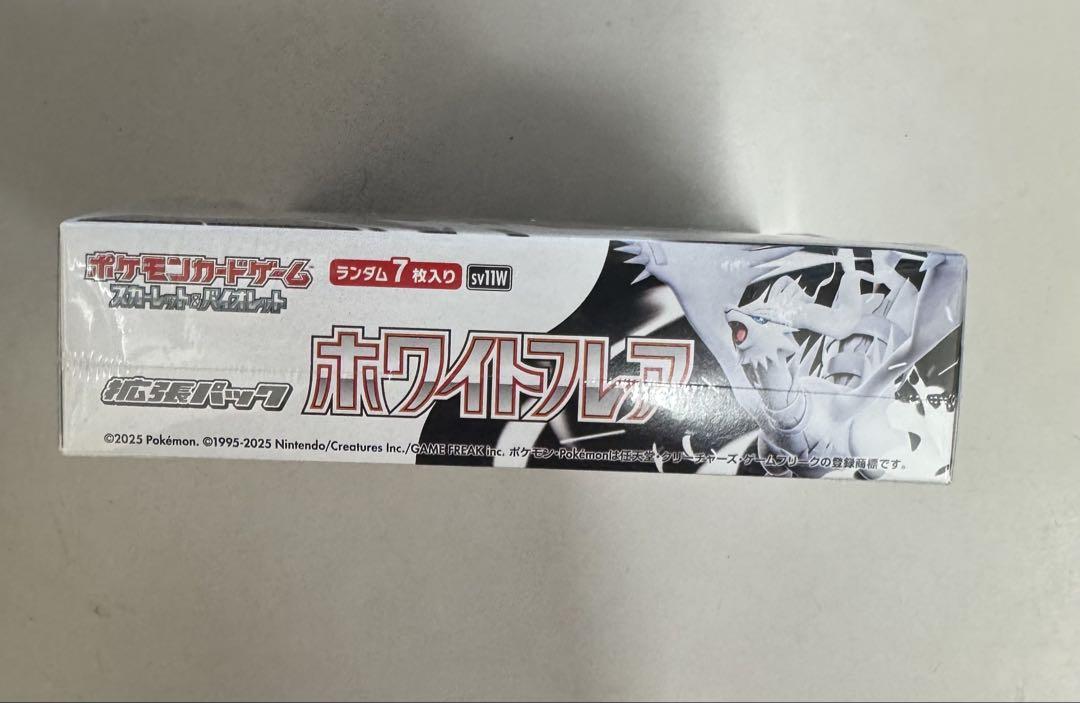 ポケモンカードゲーム™
スカーレット&バイオレット
ランダム7枚入り sv11W
拡張パック
ホワイトフレア
©2025 Pokémon. ©1995-2025 Nintendo/Creatures Inc./GAME FREAK inc. ポケモン・Pokémonは任天堂・クリーチャーズ・ゲームフリークの登録商標です。